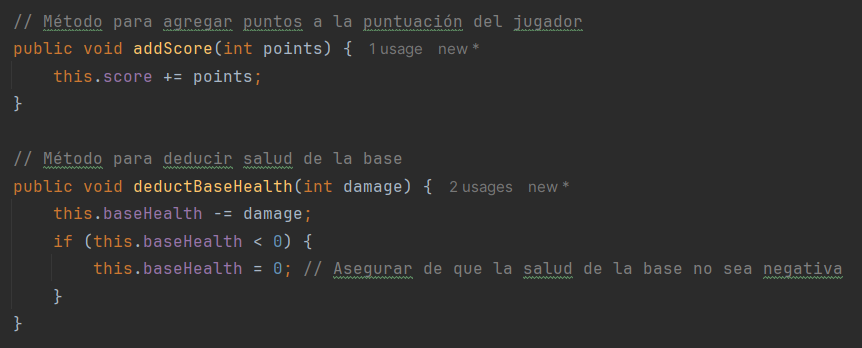 // Método para agregar puntos a la puntuación del jugador
public void addScore(int points) { 1 usage new *
this.score += points;
}
// Método para deducir salud de la base
public void deductBaseHealth(int damage) { 2 usages new *
this.baseHealth -= damage;
if (this.baseHealth < 0) {
this.baseHealth = 0; // Asegurar de que la salud de la base no sea negativa
}
}